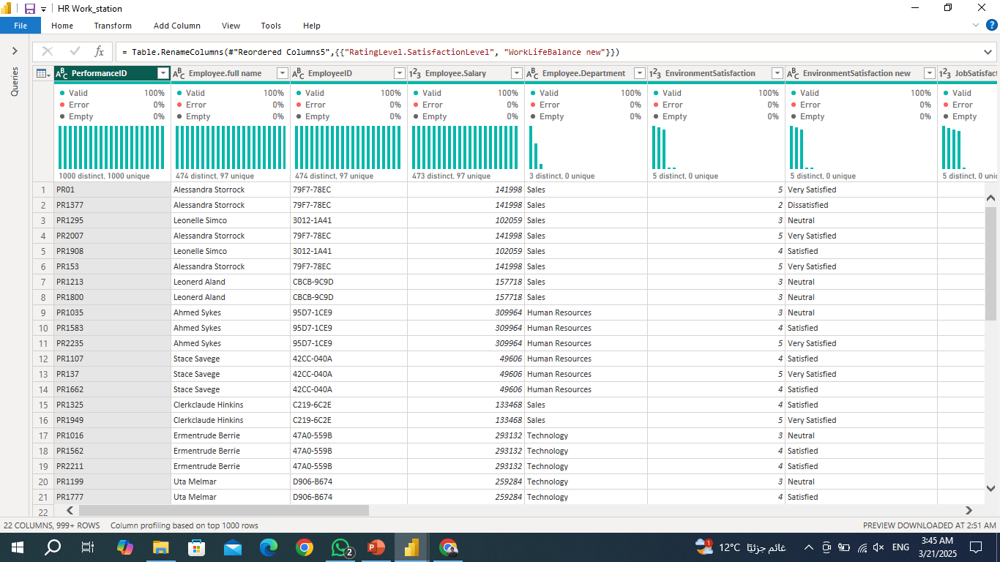 HR Work_station
File Home Transform Add Column View Tools Help
?
Queries
fx = Table.RenameColumns(#"Reordered Columns5",{{"RatingLevel.SatisfactionLevel", "WorkLifeBalance new"}})
ABC PerformanceID ABC Employee.full name ABC EmployeeID 123 Employee.Salary ABC Employee.Department 123 EnvironmentSatisfaction ABC EnvironmentSatisfaction new 123 JobSatisfact
Valid 100% Valid 100% Valid 100% Valid 100% Valid 100% Valid 100% Valid 100% Valid
Error 0% Error 0% Error 0% Error 0% Error 0% Error 0% Error 0% Error
Empty 0% Empty 0% Empty 0% Empty 0% Empty 0% Empty 0% Empty 0% Empty
1000 distinct, 1000 unique 474 distinct, 97 unique 474 distinct, 97 unique 473 distinct, 97 unique 3 distinct, 0 unique 5 distinct, 0 unique 5 distinct, 0 unique 5 distinct, 0 uni
1 PR01 Alessandra Storrock 79F7-78EC 141998 Sales 5 Very Satisfied
2 PR1377 Alessandra Storrock 79F7-78EC 141998 Sales 2 Dissatisfied
3 PR1295 Leonelle Simco 3012-1A41 102059 Sales 3 Neutral
4 PR2007 Alessandra Storrock 79F7-78EC 141998 Sales 5 Very Satisfied
5 PR1908 Leonelle Simco 3012-1A41 102059 Sales 4 Satisfied
6 PR153 Alessandra Storrock 79F7-78EC 141998 Sales 5 Very Satisfied
7 PR1213 Leonerd Aland CBCB-9C9D 157718 Sales 3 Neutral
8 PR1800 Leonerd Aland CBCB-9C9D 157718 Sales 3 Neutral
9 PR1035 Ahmed Sykes 95D7-1CE9 309964 Human Resources 3 Neutral
10 PR1583 Ahmed Sykes 95D7-1CE9 309964 Human Resources 4 Satisfied
11 PR2235 Ahmed Sykes 95D7-1CE9 309964 Human Resources 5 Very Satisfied
12 PR1107 Stace Savege 42CC-040A 49606 Human Resources 4 Satisfied
13 PR137 Stace Savege 42CC-040A 49606 Human Resources 5 Very Satisfied
14 PR1662 Stace Savege 42CC-040A 49606 Human Resources 4 Satisfied
15 PR1325 Clerkclaude Hinkins C219-6C2E 133468 Sales 4 Satisfied
16 PR1949 Clerkclaude Hinkins C219-6C2E 133468 Sales 5 Very Satisfied
17 PR1016 Ermentrude Berrie 47A0-559B 293132 Technology 3 Neutral
18 PR1562 Ermentrude Berrie 47A0-559B 293132 Technology 4 Satisfied
19 PR2211 Ermentrude Berrie 47A0-559B 293132 Technology 4 Satisfied
20 PR1199 Uta Melmar D906-B674 259284 Technology 3 Neutral
21 PR1777 Uta Melmar D906-B674 259284 Technology 4 Satisfied
22
22 COLUMNS, 999+ ROWS Column profiling based on top 1000 rows PREVIEW DOWNLOADED AT 2:51 AM
2 P 1 12°C غائم جزئيًا ENG 3:45 AM
3/21/2025